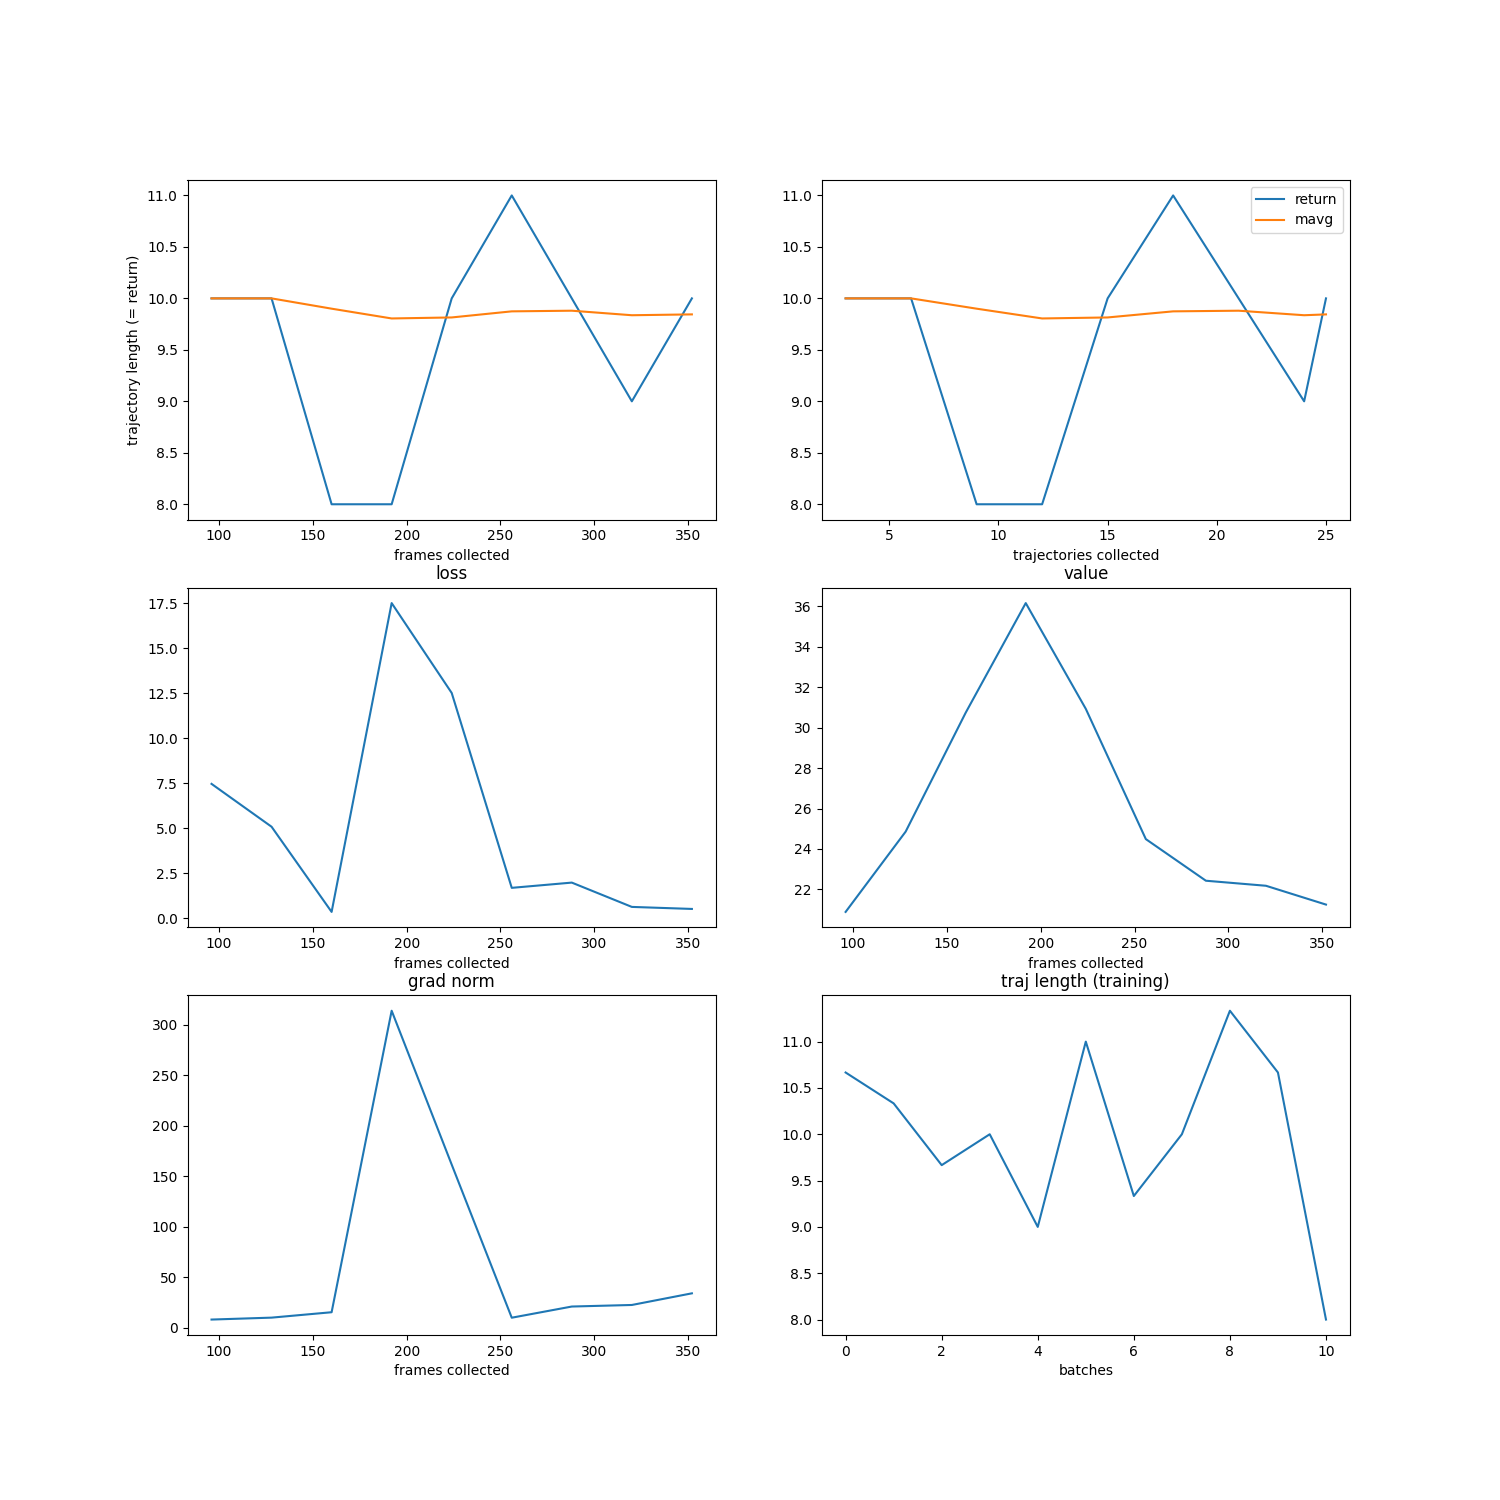 11.0
10.5
10.0
9.5
9.0
8.5
8.0
trajectory length (= return)
100 150 200 250 300 350
frames collected
return
mavg
11.0
10.5
10.0
9.5
9.0
8.5
8.0
5 10 15 20 25
trajectories collected
loss
17.5
15.0
12.5
10.0
7.5
5.0
2.5
0.0
100 150 200 250 300 350
frames collected
value
36
34
32
30
28
26
24
22
100 150 200 250 300 350
frames collected
grad norm
300
250
200
150
100
50
0
100 150 200 250 300 350
frames collected
traj length (training)
11.0
10.5
10.0
9.5
9.0
8.5
8.0
0 2 4 6 8 10
batches